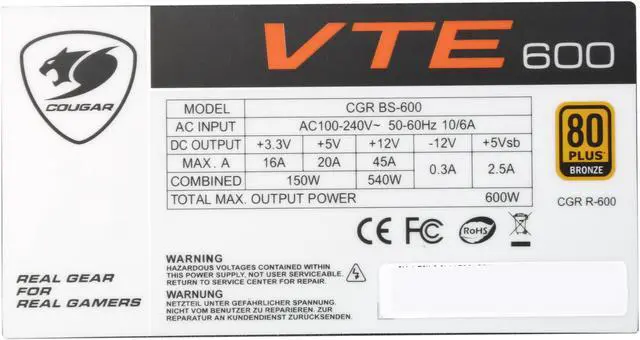 VTE 600
COUGAR
MODEL CGR BS-600
AC INPUT AC100-240V~ 50-60Hz 10/6A
DC OUTPUT +3.3V +5V +12V -12V +5Vsb
MAX. A 16A 20A 45A 0.3A 2.5A
COMBINED 150W 540W
TOTAL MAX. OUTPUT POWER 600W
80
PLUS
BRONZE
CGR R-600
CE FC RoHS
WARNING
HAZARDOUS VOLTAGES CONTAINED WITHIN
THIS POWER SUPPLY, NOT USER SERVICEABLE.
RETURN TO SERVICE CENTER FOR REPAIR.
WARNUNG
NETZTEIL UNTER GEFÄHRLICHER SPANNUNG.
NICHT VOM BENUTZER ZU REPARIEREN. ZUR
REPARATUR AN KUNDENDIENST ZURÜCKSENDEN.
REAL GEAR
FOR
REAL GAMERS